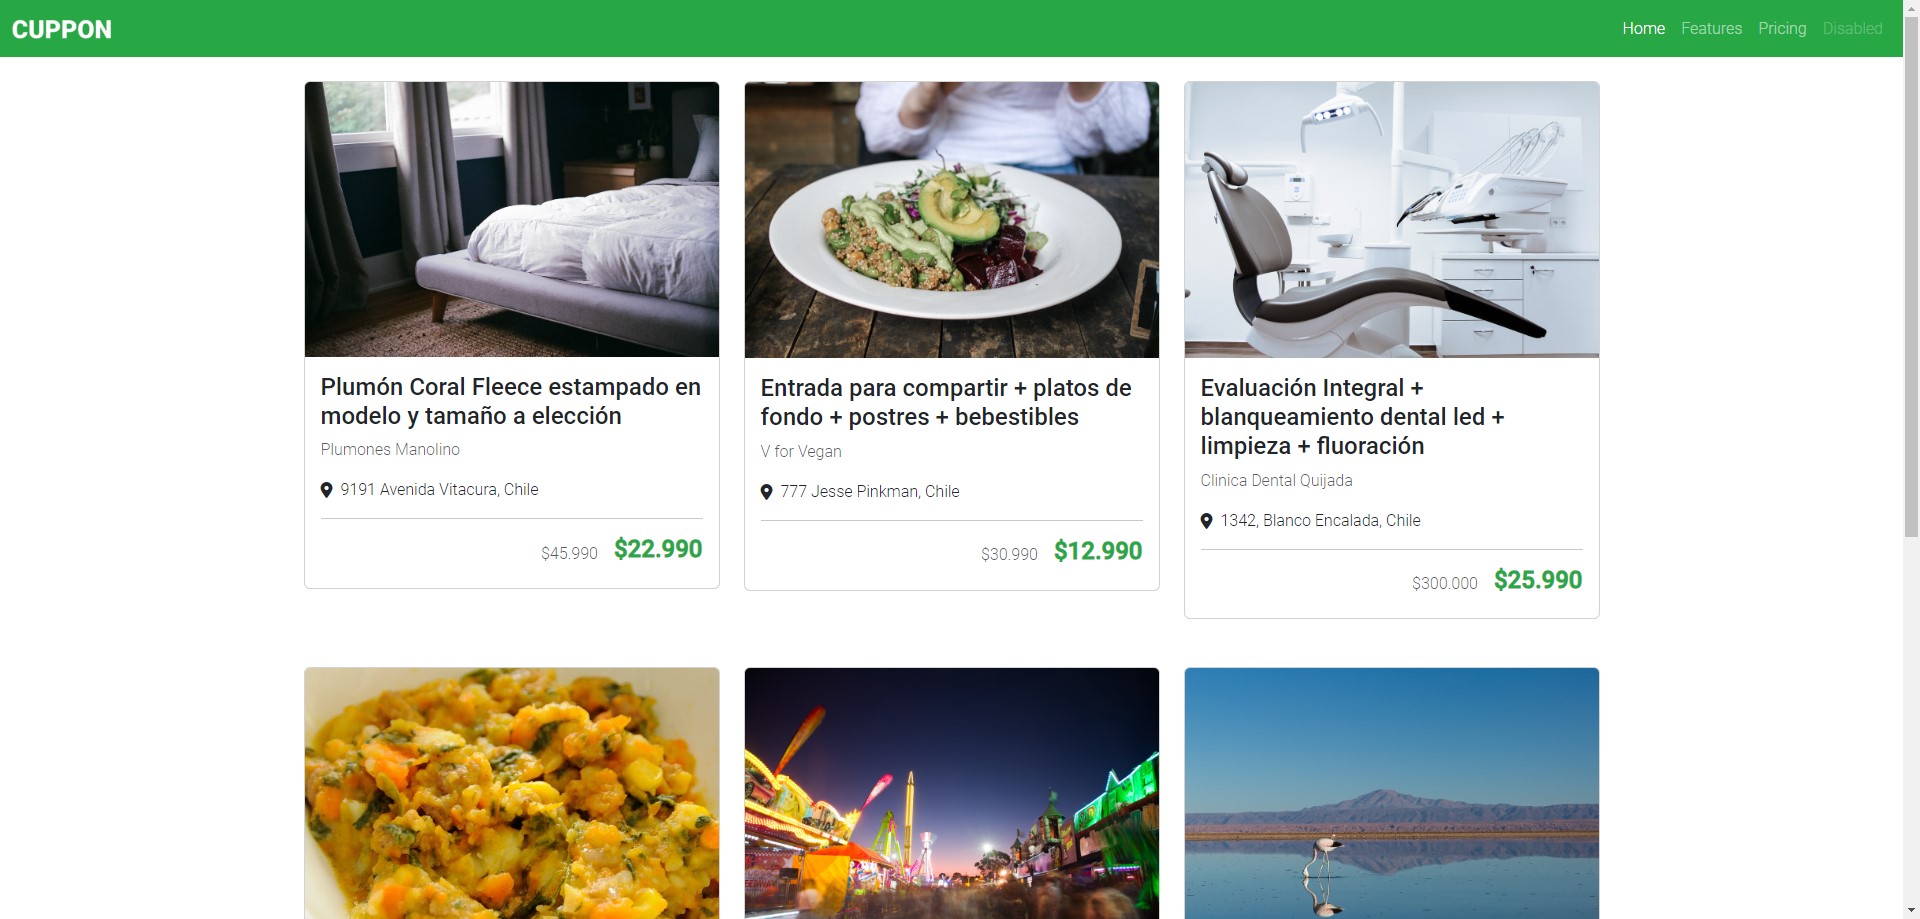 CUPPON
Home Features Pricing Disabled
Plumón Coral Fleece estampado en
modelo y tamaño a elección
Plumones Manolino
9191 Avenida Vitacura, Chile
$45.990 $22.990
Entrada para compartir + platos de
fondo + postres + bebestibles
V for Vegan
777 Jesse Pinkman, Chile
$30.990 $12.990
Evaluación Integral +
blanqueamiento dental led +
limpieza + fluoración
Clinica Dental Quijada
1342, Blanco Encalada, Chile
$300.000 $25.990